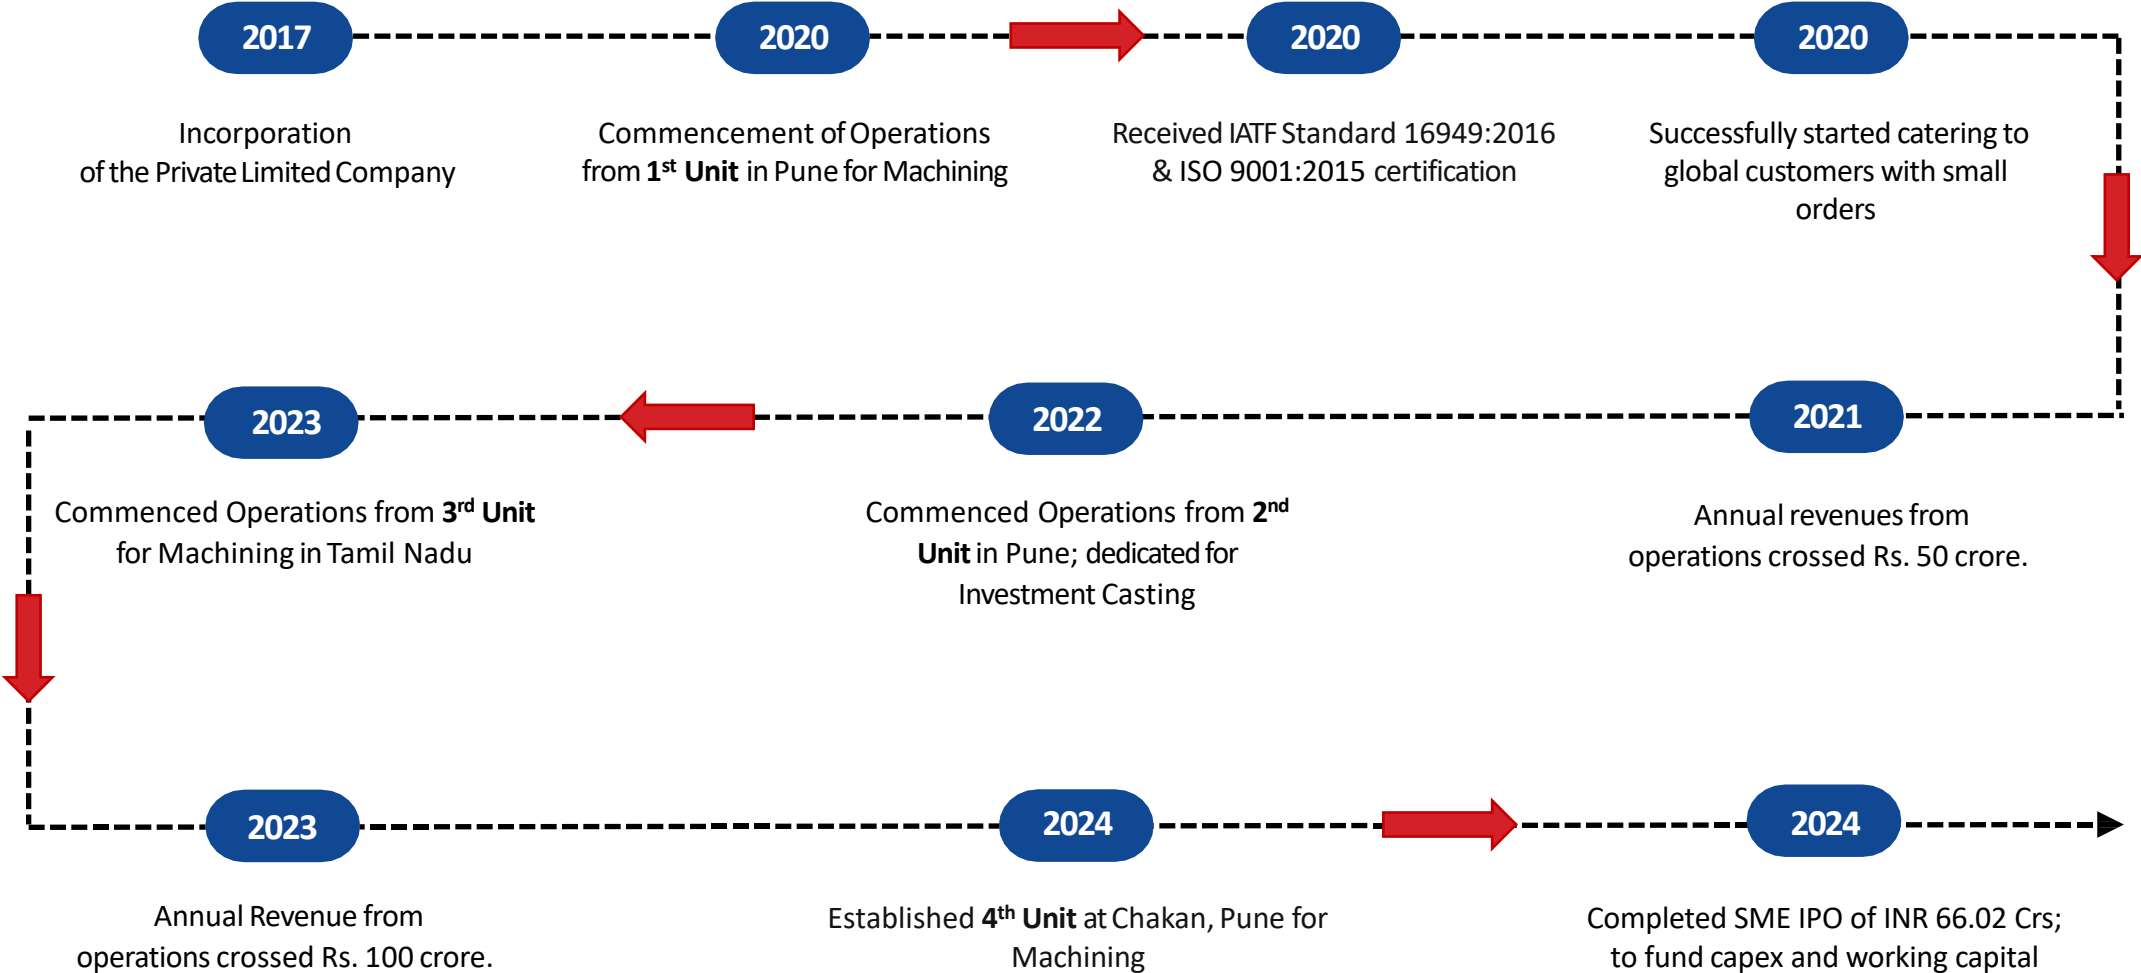 2017
2020
2020
2020
Incorporation
of the Private Limited Company
Commencement of Operations
from 1st Unit in Pune for Machining
Received IATF Standard 16949:2016
& ISO 9001:2015 certification
Successfully started catering to
global customers with small
orders
2023
2022
2021
Commenced Operations from 3rd Unit
for Machining in Tamil Nadu
Commenced Operations from 2nd
Unit in Pune; dedicated for
Investment Casting
Annual revenues from
operations crossed Rs. 50 crore.
2023
2024
2024
Annual Revenue from
operations crossed Rs. 100 crore.
Established 4th Unit at Chakan, Pune for
Machining
Completed SME IPO of INR 66.02 Crs;
to fund capex and working capital